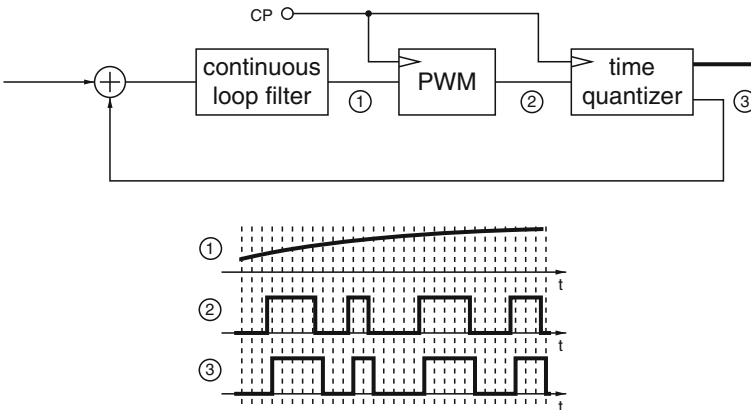 CP
continuous
loop filter
①
PWM
②
time
quantizer
③
①
t
②
t
③
t